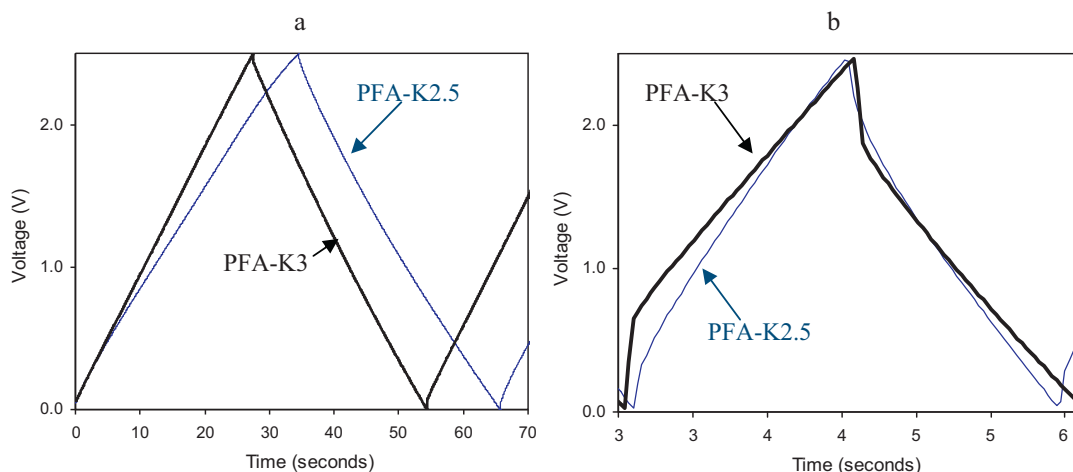 a
b
PFA-K2.5
PFA-K3
Voltage (V)
2.0
1.0
0.0
0 10 20 30 40 50 60 70
Time (seconds)
PFA-K3
PFA-K2.5
Voltage (V)
2.0
1.0
0.0
3 3 4 4 5 5 6
Time (seconds)